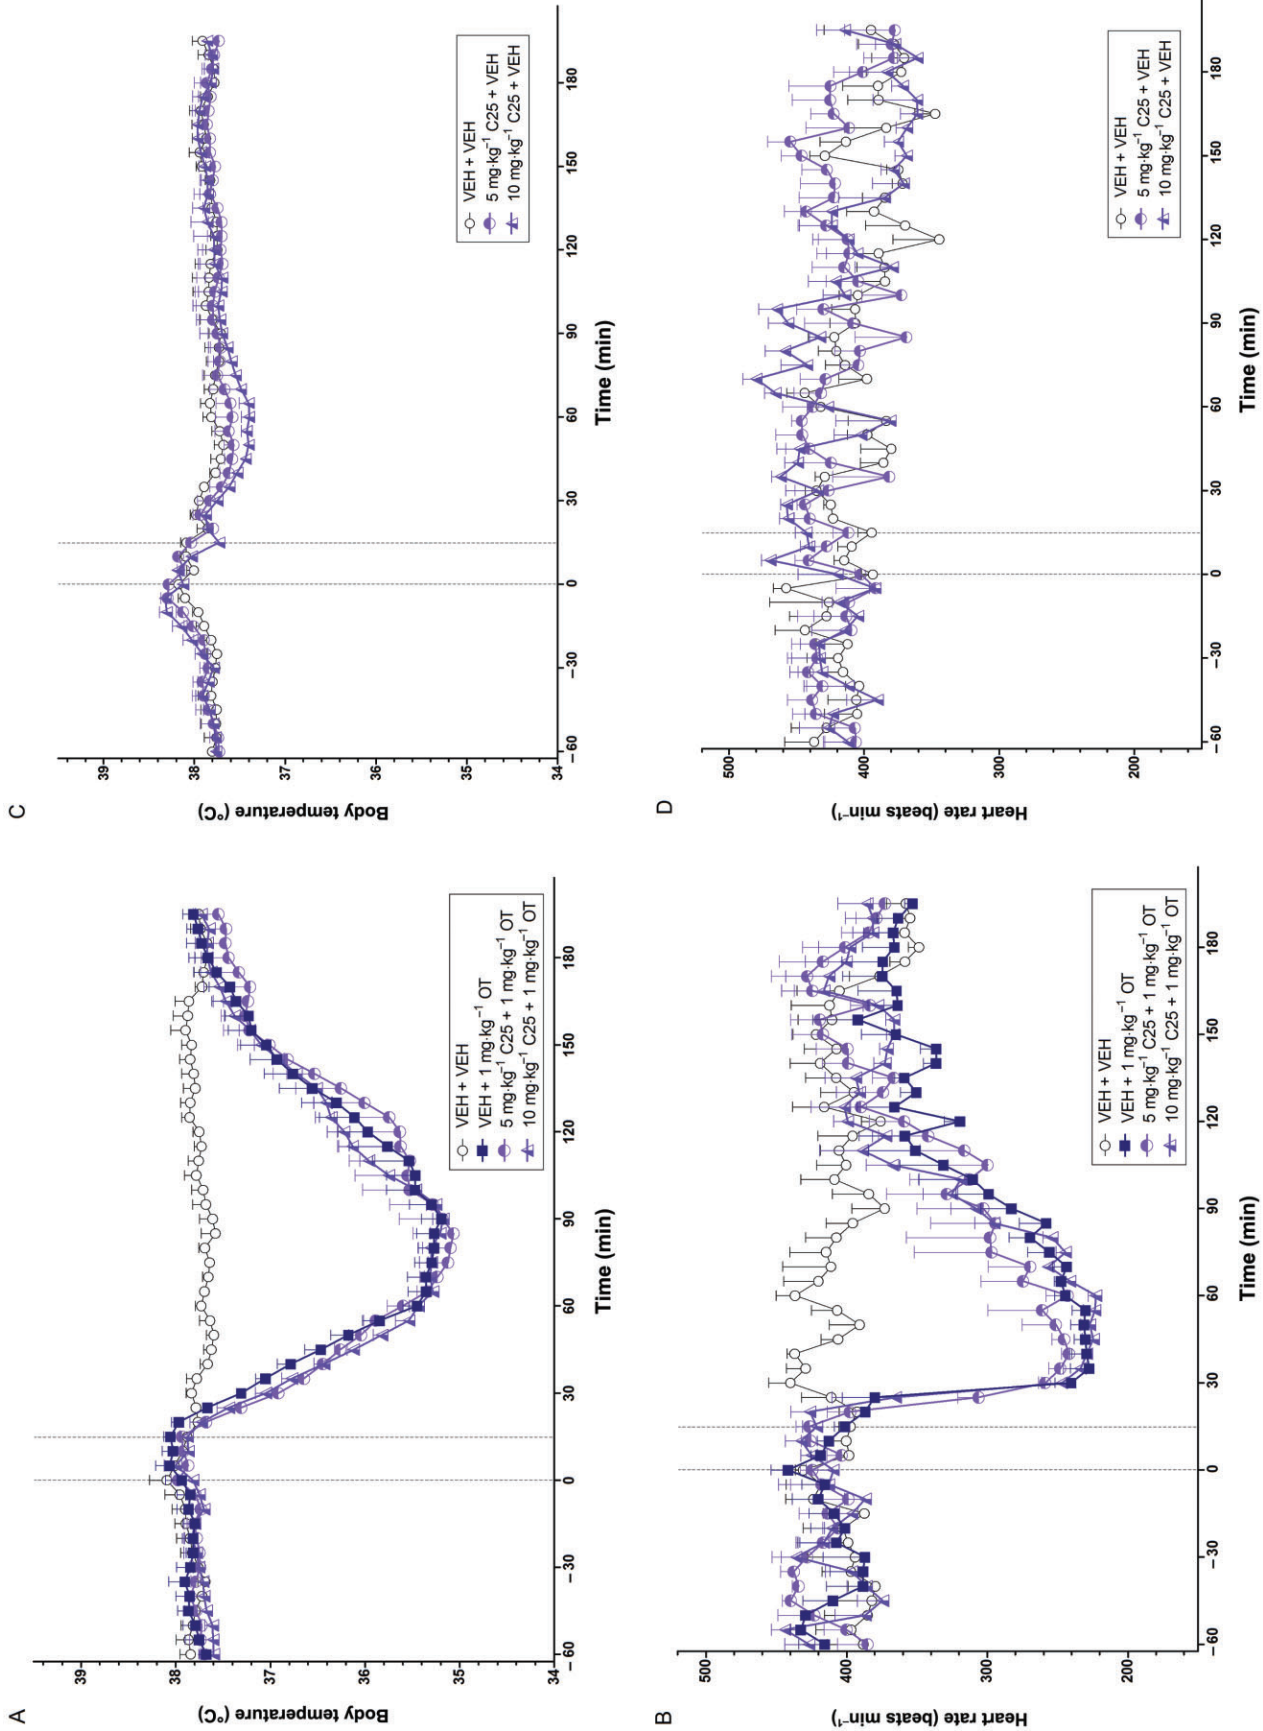 A
Body temperature (°C)
39
38
37
36
35
34
−60
−30
0
30
60
90
120
150
180
Time (min)
VEH + VEH
VEH + 1 mg·kg⁻¹ OT
5 mg·kg⁻¹ C25 + 1 mg·kg⁻¹ OT
10 mg·kg⁻¹ C25 + 1 mg·kg⁻¹ OT
C
Body temperature (°C)
39
38
37
36
35
34
−60
−30
0
30
60
90
120
150
180
Time (min)
VEH + VEH
5 mg·kg⁻¹ C25 + VEH
10 mg·kg⁻¹ C25 + VEH
B
Heart rate (beats min⁻¹)
500
400
300
200
−60
−30
0
30
60
90
120
150
180
Time (min)
VEH + VEH
VEH + 1 mg·kg⁻¹ OT
5 mg·kg⁻¹ C25 + 1 mg·kg⁻¹ OT
10 mg·kg⁻¹ C25 + 1 mg·kg⁻¹ OT
D
Heart rate (beats min⁻¹)
500
400
300
200
−60
−30
0
30
60
90
120
150
180
Time (min)
VEH + VEH
5 mg·kg⁻¹ C25 + VEH
10 mg·kg⁻¹ C25 + VEH